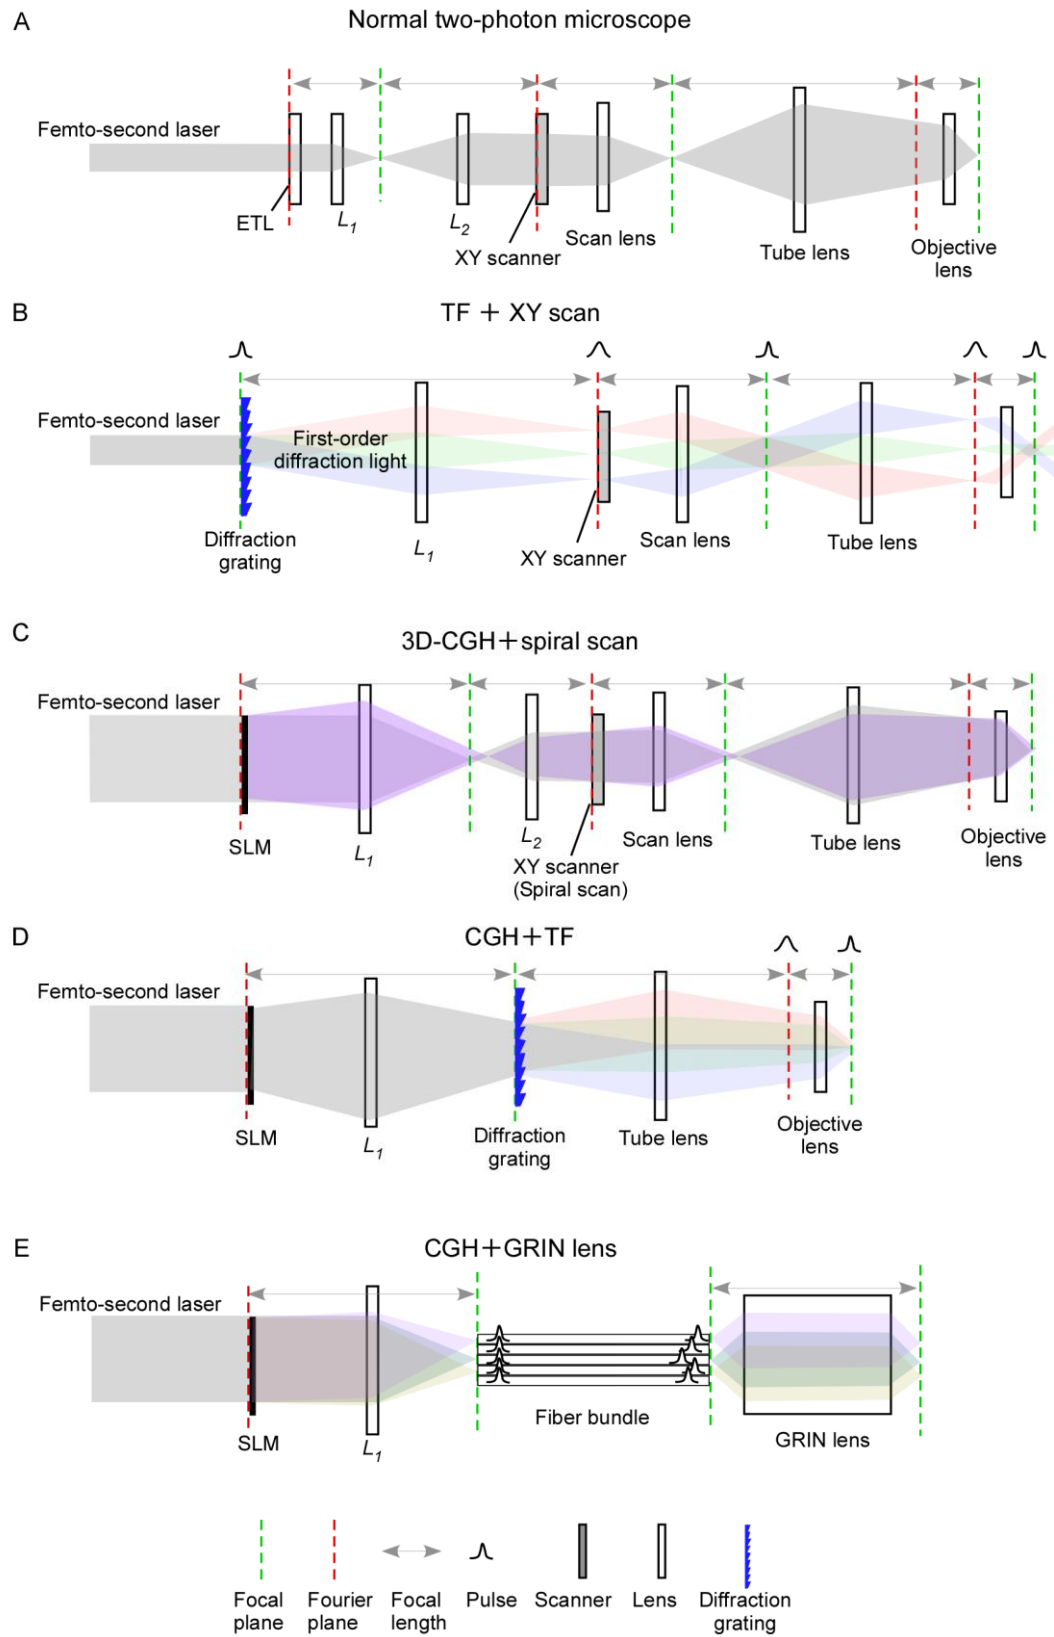 A
Normal two-photon microscope
Femto-second laser
ETL
L1
L2
XY scanner
Scan lens
Tube lens
Objective
lens
B
TF + XY scan
Femto-second laser
First-order
diffraction light
Diffraction
grating
L1
XY scanner
Scan lens
Tube lens
C
3D-CGH+spiral scan
Femto-second laser
SLM
L1
L2
XY scanner
(Spiral scan)
Scan lens
Tube lens
Objective
lens
D
CGH+TF
Femto-second laser
SLM
L1
Diffraction
grating
Tube lens
Objective
lens
E
CGH+GRIN lens
Femto-second laser
SLM
L1
Fiber bundle
GRIN lens
Focal
plane
Fourier
plane
Focal
length
Pulse
Scanner
Lens
Diffraction
grating